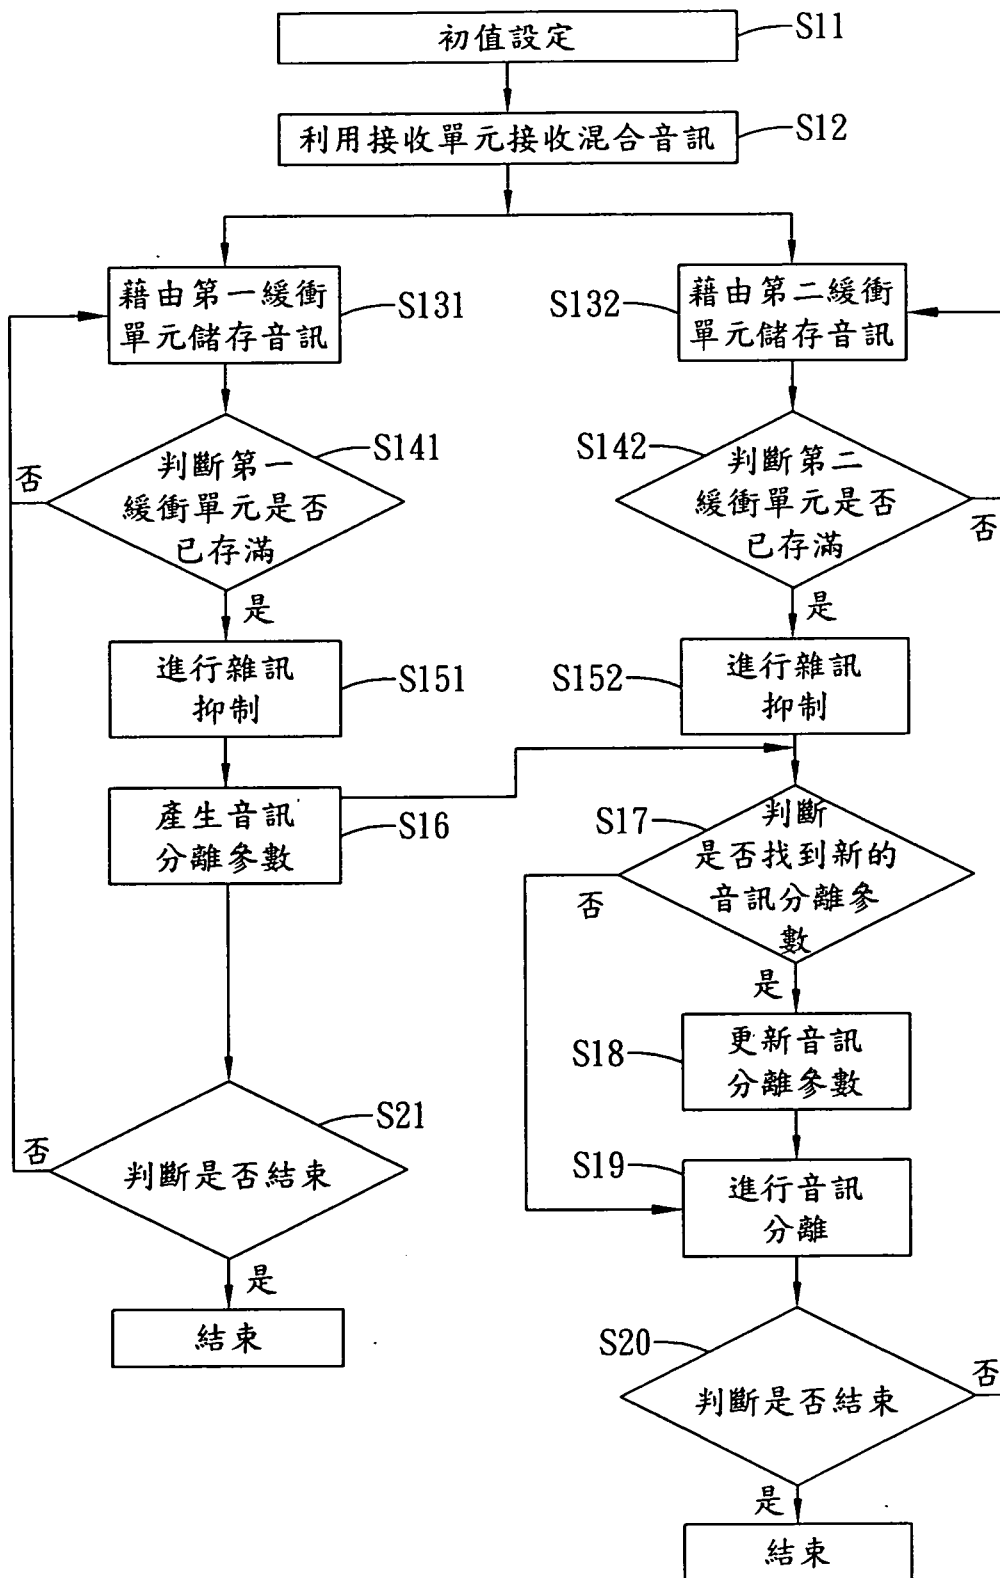 初值設定
S11
利用接收單元接收混合音訊
S12
藉由第一緩衝
單元儲存音訊
S131
S132
藉由第二緩衝
單元儲存音訊
S141
判斷第一
緩衝單元是否
已存滿
否
是
S142
判斷第二
緩衝單元是否
已存滿
否
是
進行雜訊
抑制
S151
S152
進行雜訊
抑制
產生音訊
分離參數
S16
S17
判斷
是否找到新的
音訊分離參
數
否
是
S18
更新音訊
分離參數
S21
判斷是否結束
否
是
結束
S19
進行音訊
分離
S20
判斷是否結束
否
是
結束